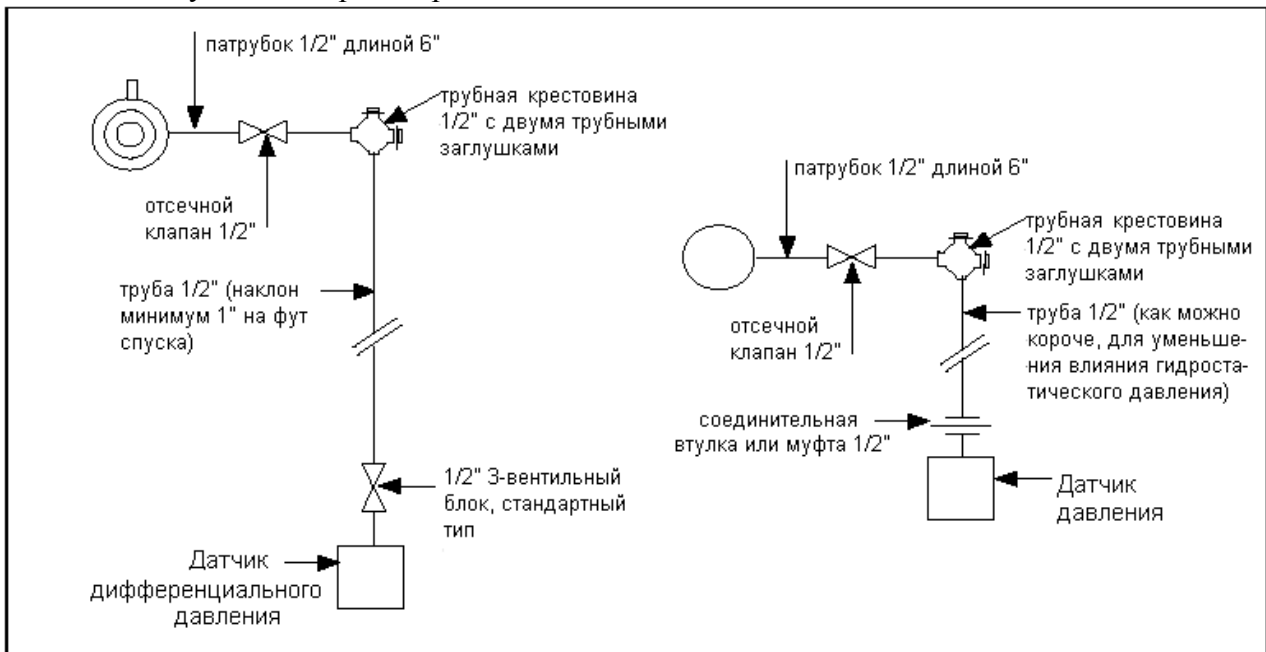 патрубок 1/2" длиной 6"
трубная крестовина
1/2" с двумя трубными
заглушками
отсечной
клапан 1/2"
труба 1/2" (наклон
минимум 1" на фут
спуска)
1/2" 3-вентильный
блок, стандартный
тип
Датчик
дифференциального
давления
патрубок 1/2" длиной 6"
трубная крестовина
1/2" с двумя трубными
заглушками
отсечной
клапан 1/2"
труба 1/2" (как можно
короче, для уменьше-
ния влияния гидроста-
тического давления)
соединительная
втулка или муфта 1/2"
Датчик
давления